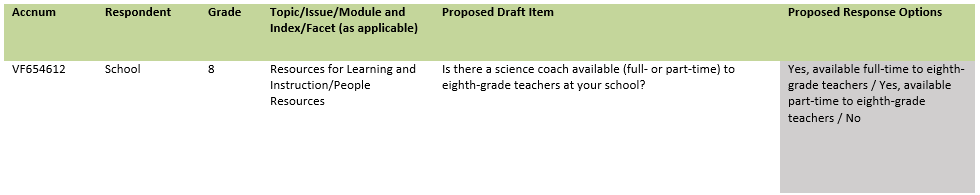 Accnum Respondent Grade Topic/Issue/Module and Index/Facet (as applicable) Proposed Draft Item Proposed Response Options
VF654612 School 8 Resources for Learning and Instruction/People Resources Is there a science coach available (full- or part-time) to eighth-grade teachers at your school? Yes, available full-time to eighth-grade teachers / Yes, available part-time to eighth-grade teachers / No